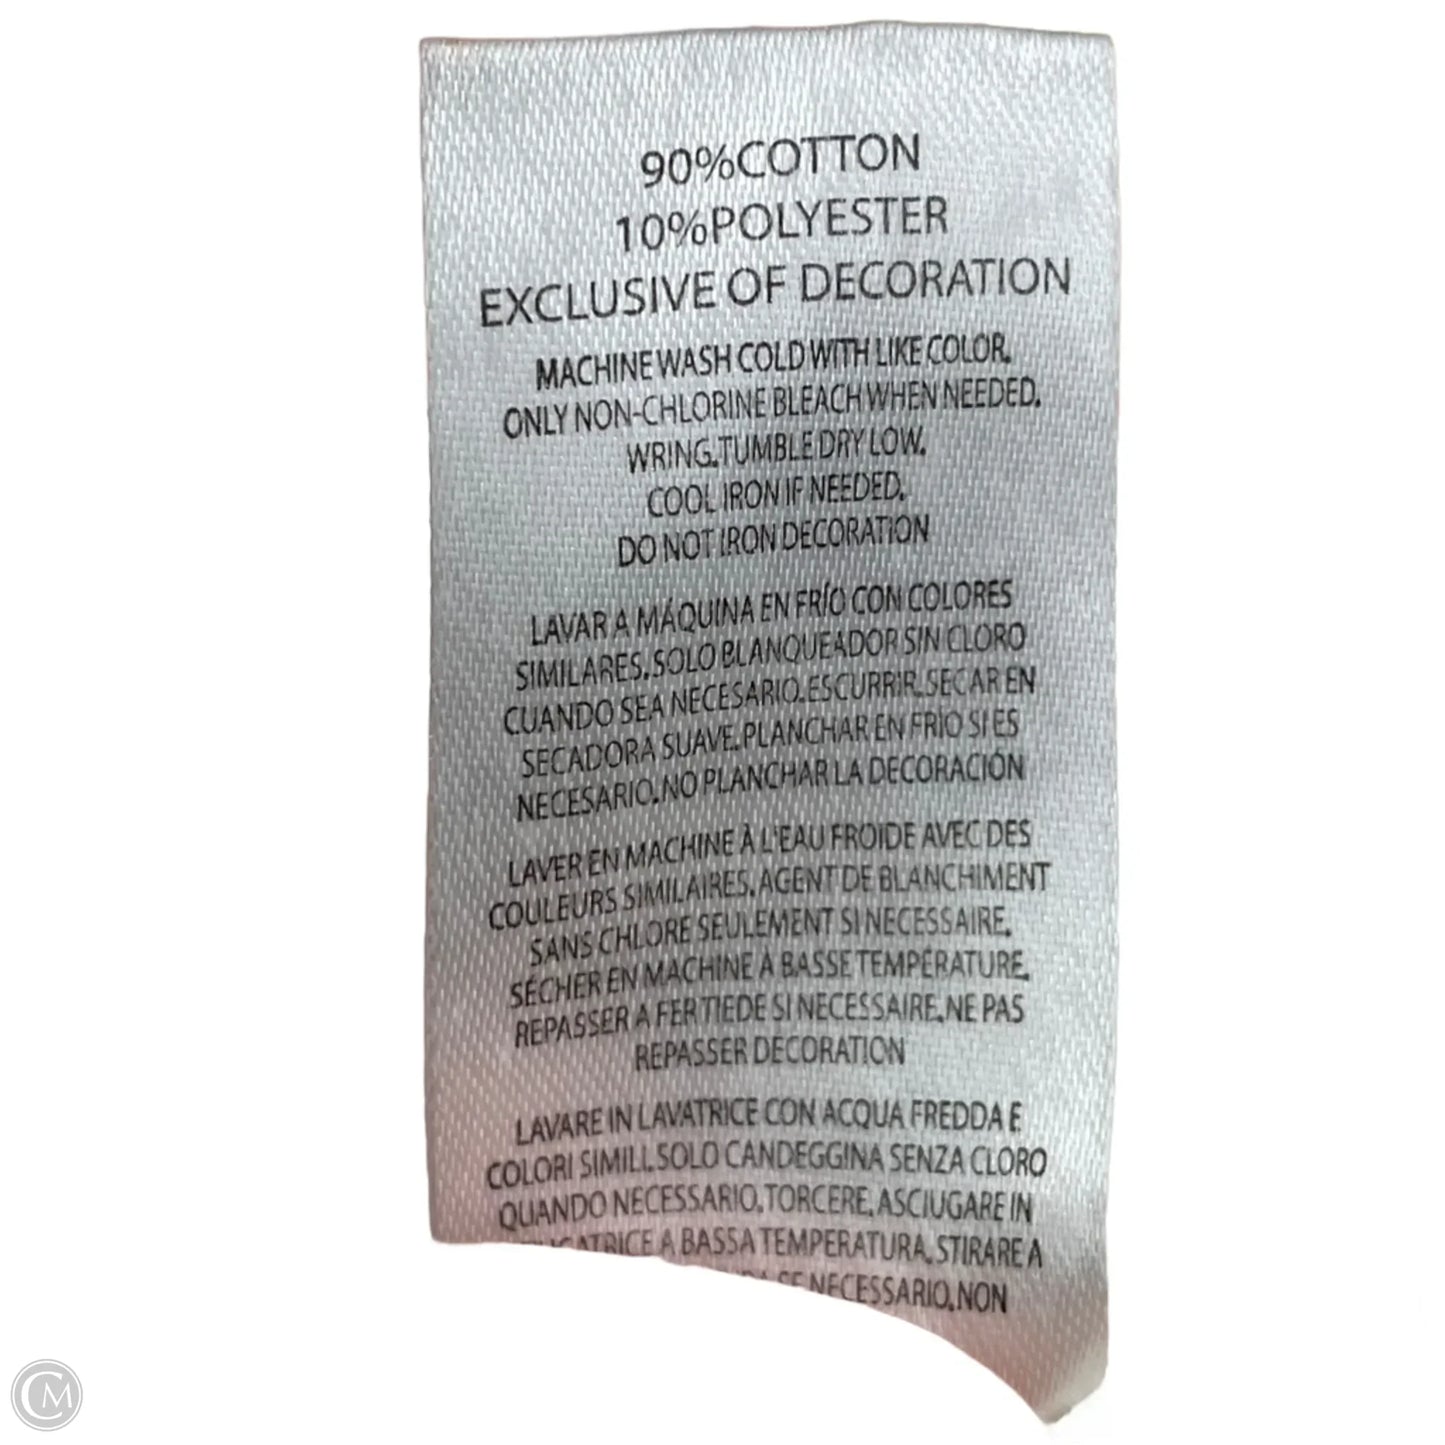 90%COTTON
10%POLYESTER
EXCLUSIVE OF DECORATION
MACHINE WASH COLD WITH LIKE COLOR.
ONLY NON-CHLORINE BLEACH WHEN NEEDED.
WRING.TUMBLE DRY LOW.
COOL IRON IF NEEDED.
DO NOT IRON DECORATION
LAVAR A MÁQUINA EN FRÍO CON COLORES
SIMILARES.SOLO BLANQUEADOR SIN CLORO
CUANDO SEA NECESARIO.ESCURRIR.SECAR EN
SECADORA SUAVE.PLANCHAR EN FRÍO SI ES
NECESARIO.NO PLANCHAR LA DECORACIÓN
LAVER EN MACHINE À L'EAU FROIDE AVEC DES
COULEURS SIMILAIRES.AGENT DE BLANCHIMENT
SANS CHLORE SEULEMENT SI NECESSAIRE.
SÉCHER EN MACHINE À BASSE TEMPÉRATURE.
REPASSER A FER TIEDE SI NECESSAIRE.NE PAS
REPASSER DÉCORATION
LAVARE IN LAVATRICE CON ACQUA FREDDA E
COLORI SIMILI.SOLO CANDEGGINA SENZA CLORO
QUANDO NECESSARIO.TORCERE.ASCIUGARE IN
A BASSA TEMPERATURA.STIRARE A
SE NECESSARIO.NON
CM